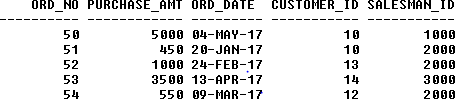 ORD_NO PURCHASE_AMT ORD_DATE CUSTOMER_ID SALESMAN_ID
---------- ------------ --------- ----------- -----------
50 5000 04-MAY-17 10 1000
51 450 20-JAN-17 10 2000
52 1000 24-FEB-17 13 2000
53 3500 13-APR-17 14 3000
54 550 09-MAR-17 12 2000